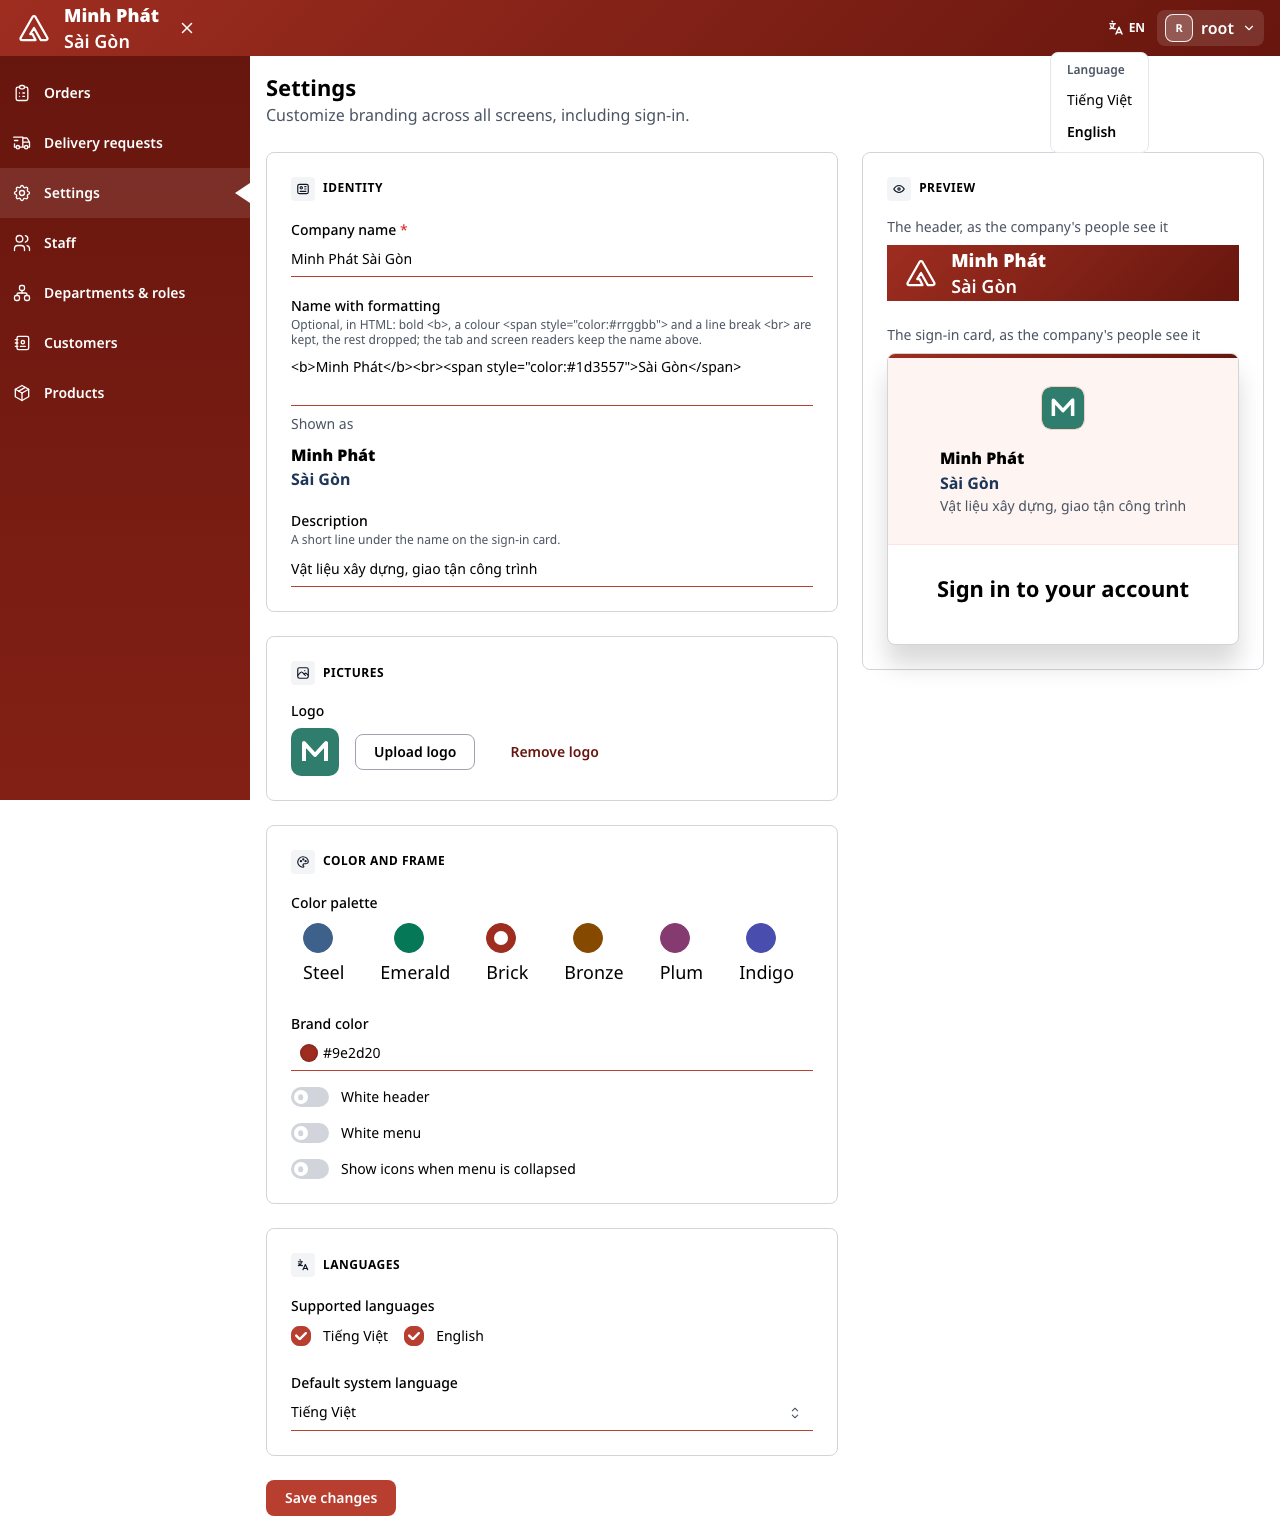 Minh Phát
Sài Gòn
EN
R
root
Language
Tiếng Việt
English
Orders
Delivery requests
Settings
Staff
Departments & roles
Customers
Products
Settings
Customize branding across all screens, including sign-in.
IDENTITY
Company name *
Minh Phát Sài Gòn
Name with formatting
Optional, in HTML: bold <b>, a colour <span style="color:#rrggbb"> and a line break <br> are
kept, the rest dropped; the tab and screen readers keep the name above.
<b>Minh Phát</b><br><span style="color:#1d3557">Sài Gòn</span>
Shown as
Minh Phát
Sài Gòn
Description
A short line under the name on the sign-in card.
Vật liệu xây dựng, giao tận công trình
PICTURES
Logo
M
Upload logo
Remove logo
COLOR AND FRAME
Color palette
Steel
Emerald
Brick
Bronze
Plum
Indigo
Brand color
#9e2d20
White header
White menu
Show icons when menu is collapsed
LANGUAGES
Supported languages
Tiếng Việt
English
Default system language
Tiếng Việt
Save changes
PREVIEW
The header, as the company's people see it
Minh Phát
Sài Gòn
The sign-in card, as the company's people see it
M
Minh Phát
Sài Gòn
Vật liệu xây dựng, giao tận công trình
Sign in to your account